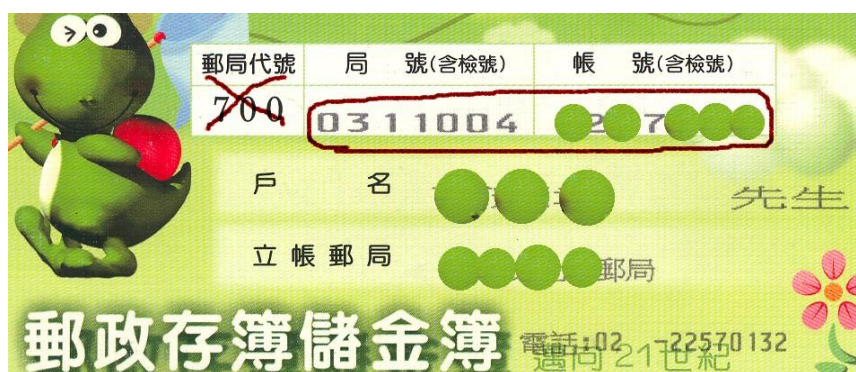 郵局代號 局 號(含檢號) 帳 號(含檢號)
700 0311004 2 7
戶 名 先生
立帳郵局 郵局
郵政存簿儲金簿 電話:02 -22570132
邁向21世紀